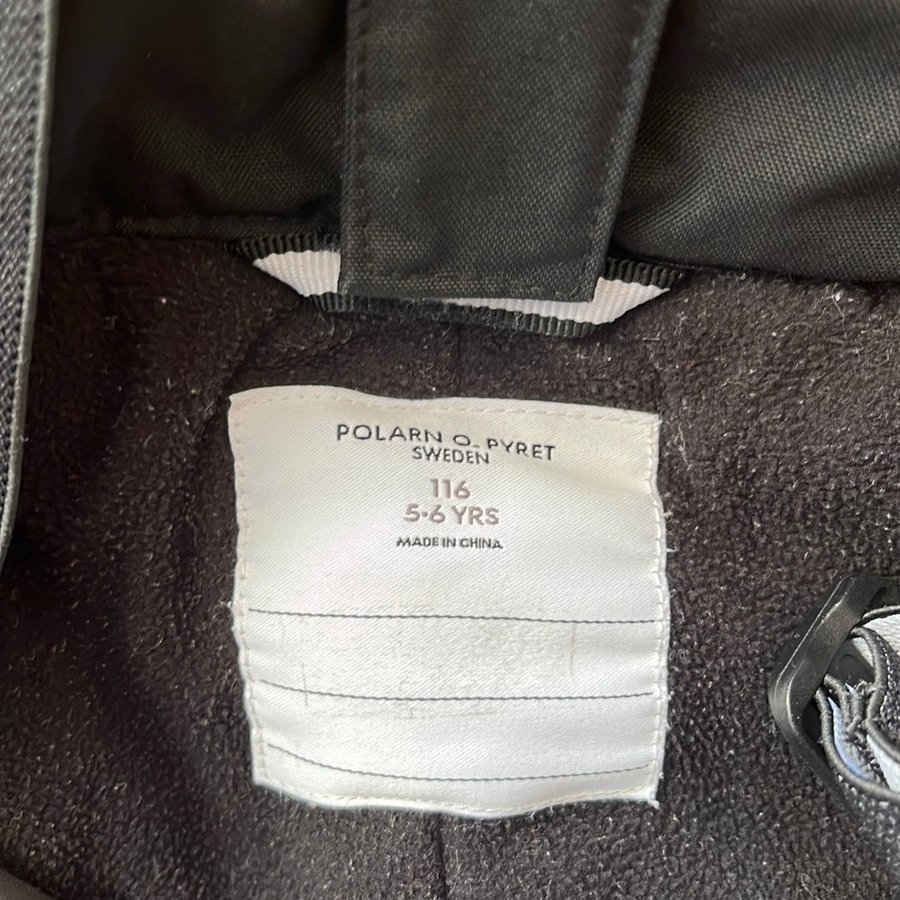 POLARN O. PYRET
SWEDEN
116
5-6 YRS
MADE IN CHINA